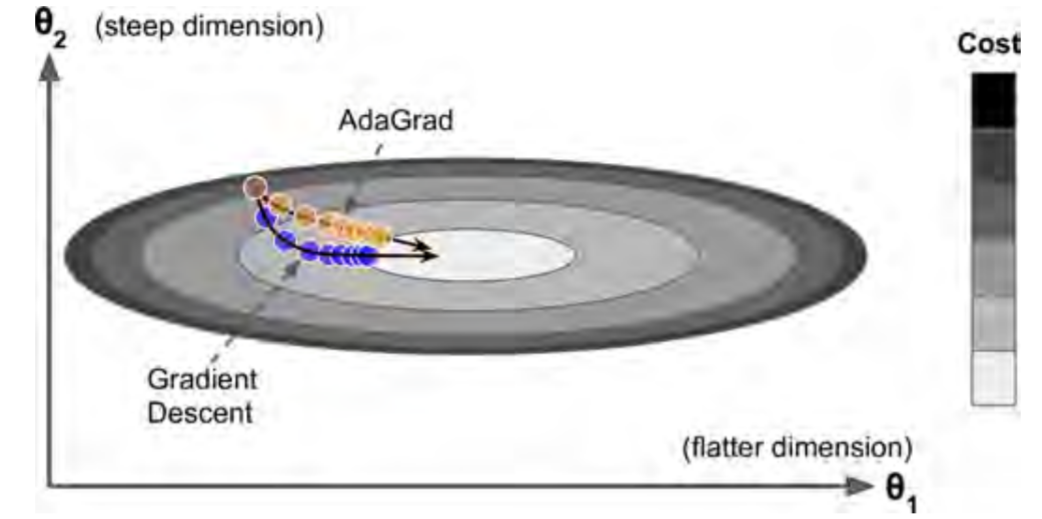 θ2 (steep dimension)
Cost
AdaGrad
Gradient
Descent
(flatter dimension)
θ1